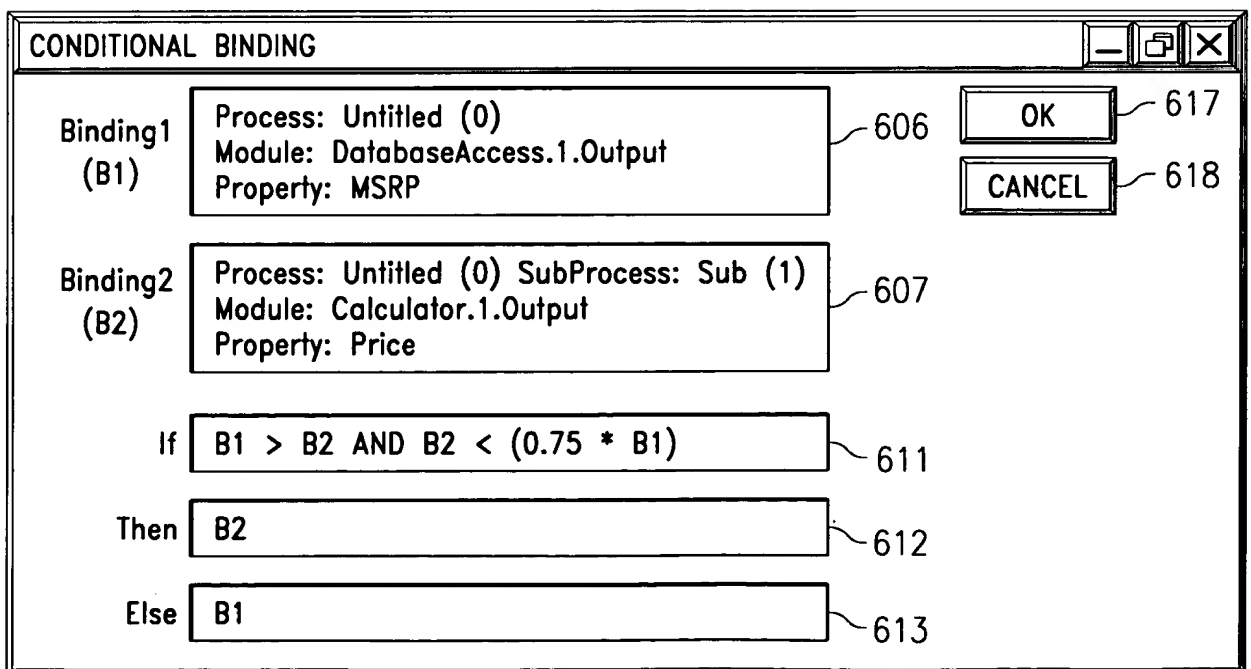 CONDITIONAL BINDING
Binding1
(B1)
Process: Untitled (0)
Module: DatabaseAccess.1.Output
Property: MSRP
606
OK
617
CANCEL
618
Binding2
(B2)
Process: Untitled (0) SubProcess: Sub (1)
Module: Calculator.1.Output
Property: Price
607
If
B1 > B2 AND B2 < (0.75 * B1)
611
Then
B2
612
Else
B1
613